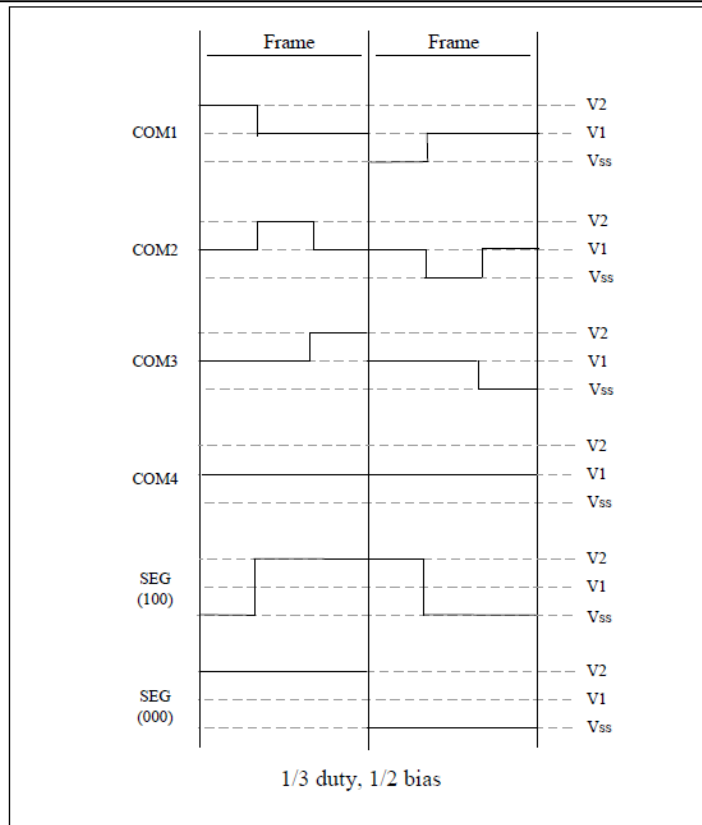 Frame Frame
V2
COM1 V1
Vss
V2
COM2 V1
Vss
V2
COM3 V1
Vss
V2
COM4 V1
Vss
V2
SEG
(100) V1
Vss
V2
SEG
(000) V1
Vss
1/3 duty, 1/2 bias